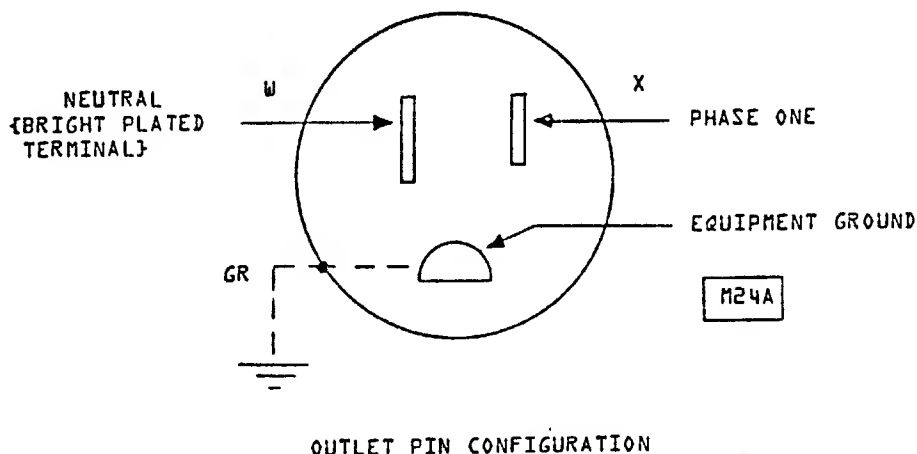 W
X
NEUTRAL
{BRIGHT PLATED
TERMINAL}
PHASE ONE
EQUIPMENT GROUND
GR
M24A
OUTLET PIN CONFIGURATION